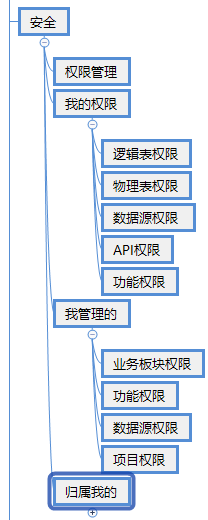 安全
权限管理
我的权限
逻辑表权限
物理表权限
数据源权限
API权限
功能权限
我管理的
业务板块权限
功能权限
数据源权限
项目权限
归属我的